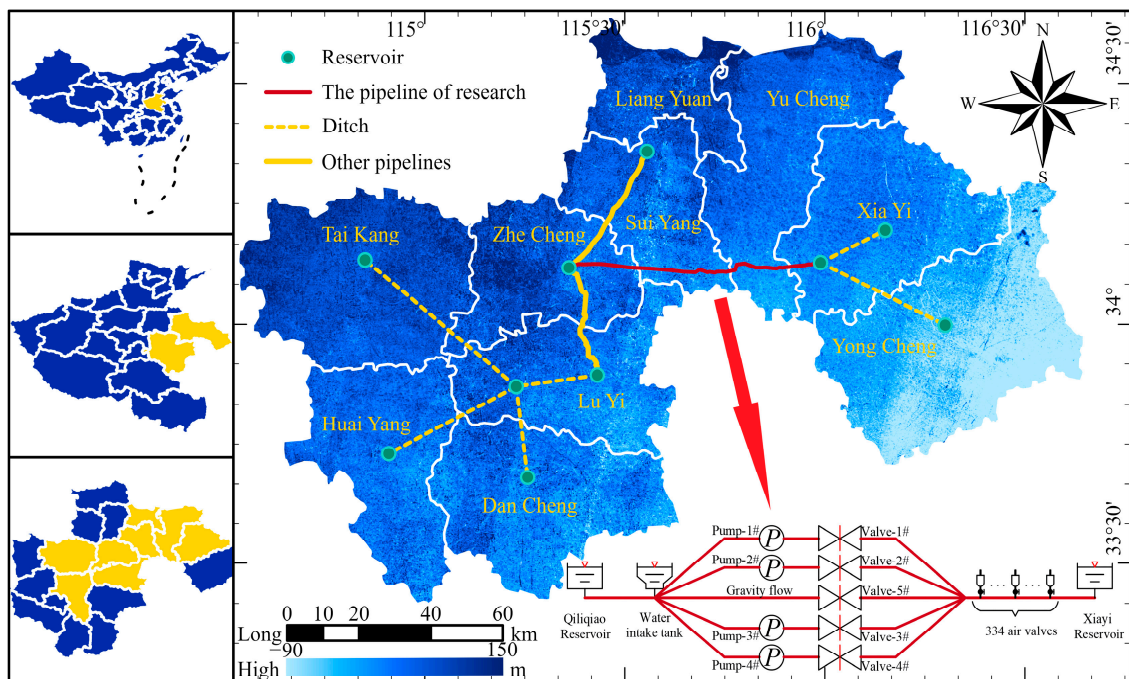 115°
115°30'
116°
116°30'
34°30'
34°
33°30'
N
W
E
S
Reservoir
The pipeline of research
Ditch
Other pipelines
Liang Yuan
Yu Cheng
Xia Yi
Tai Kang
Zhe Cheng
Sui Yang
Yong Cheng
Lu Yi
Huai Yang
Dan Cheng
Pump-1#
P
Valve-1#
Pump-2#
P
Valve-2#
Gravity flow
Valve-5#
Pump-3#
P
Valve-3#
Pump-4#
P
Valve-4#
Qiliqiao
Reservoir
Water
intake tank
334 air valves
Xiayi
Reservoir
0 10 20 40 60
Long
km
−90
150
High
m